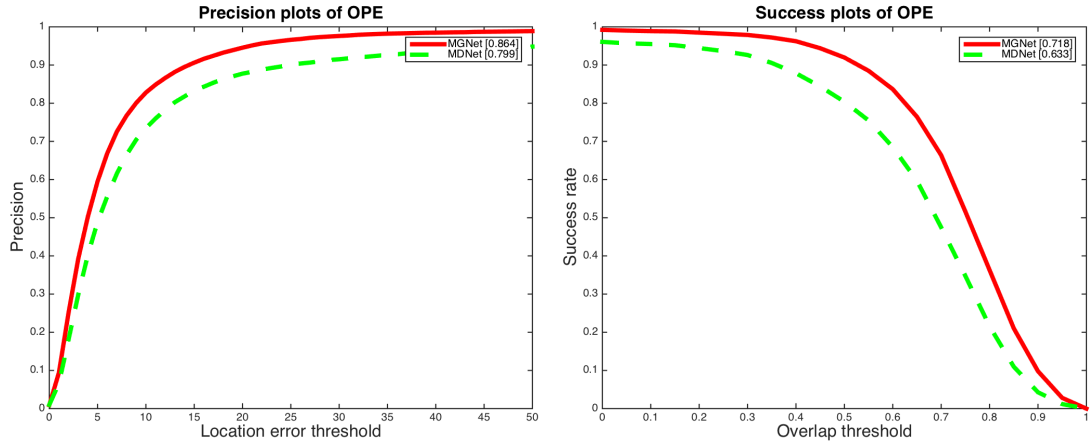 Precision plots of OPE
1
0.9
0.8
0.7
0.6
0.5
0.4
0.3
0.2
0.1
0
Precision
MGNet [0.864]
MDNet [0.799]
0 5 10 15 20 25 30 35 40 45 50
Location error threshold
Success plots of OPE
1
0.9
0.8
0.7
0.6
0.5
0.4
0.3
0.2
0.1
0
Success rate
MGNet [0.718]
MDNet [0.633]
0 0.1 0.2 0.3 0.4 0.5 0.6 0.7 0.8 0.9 1
Overlap threshold